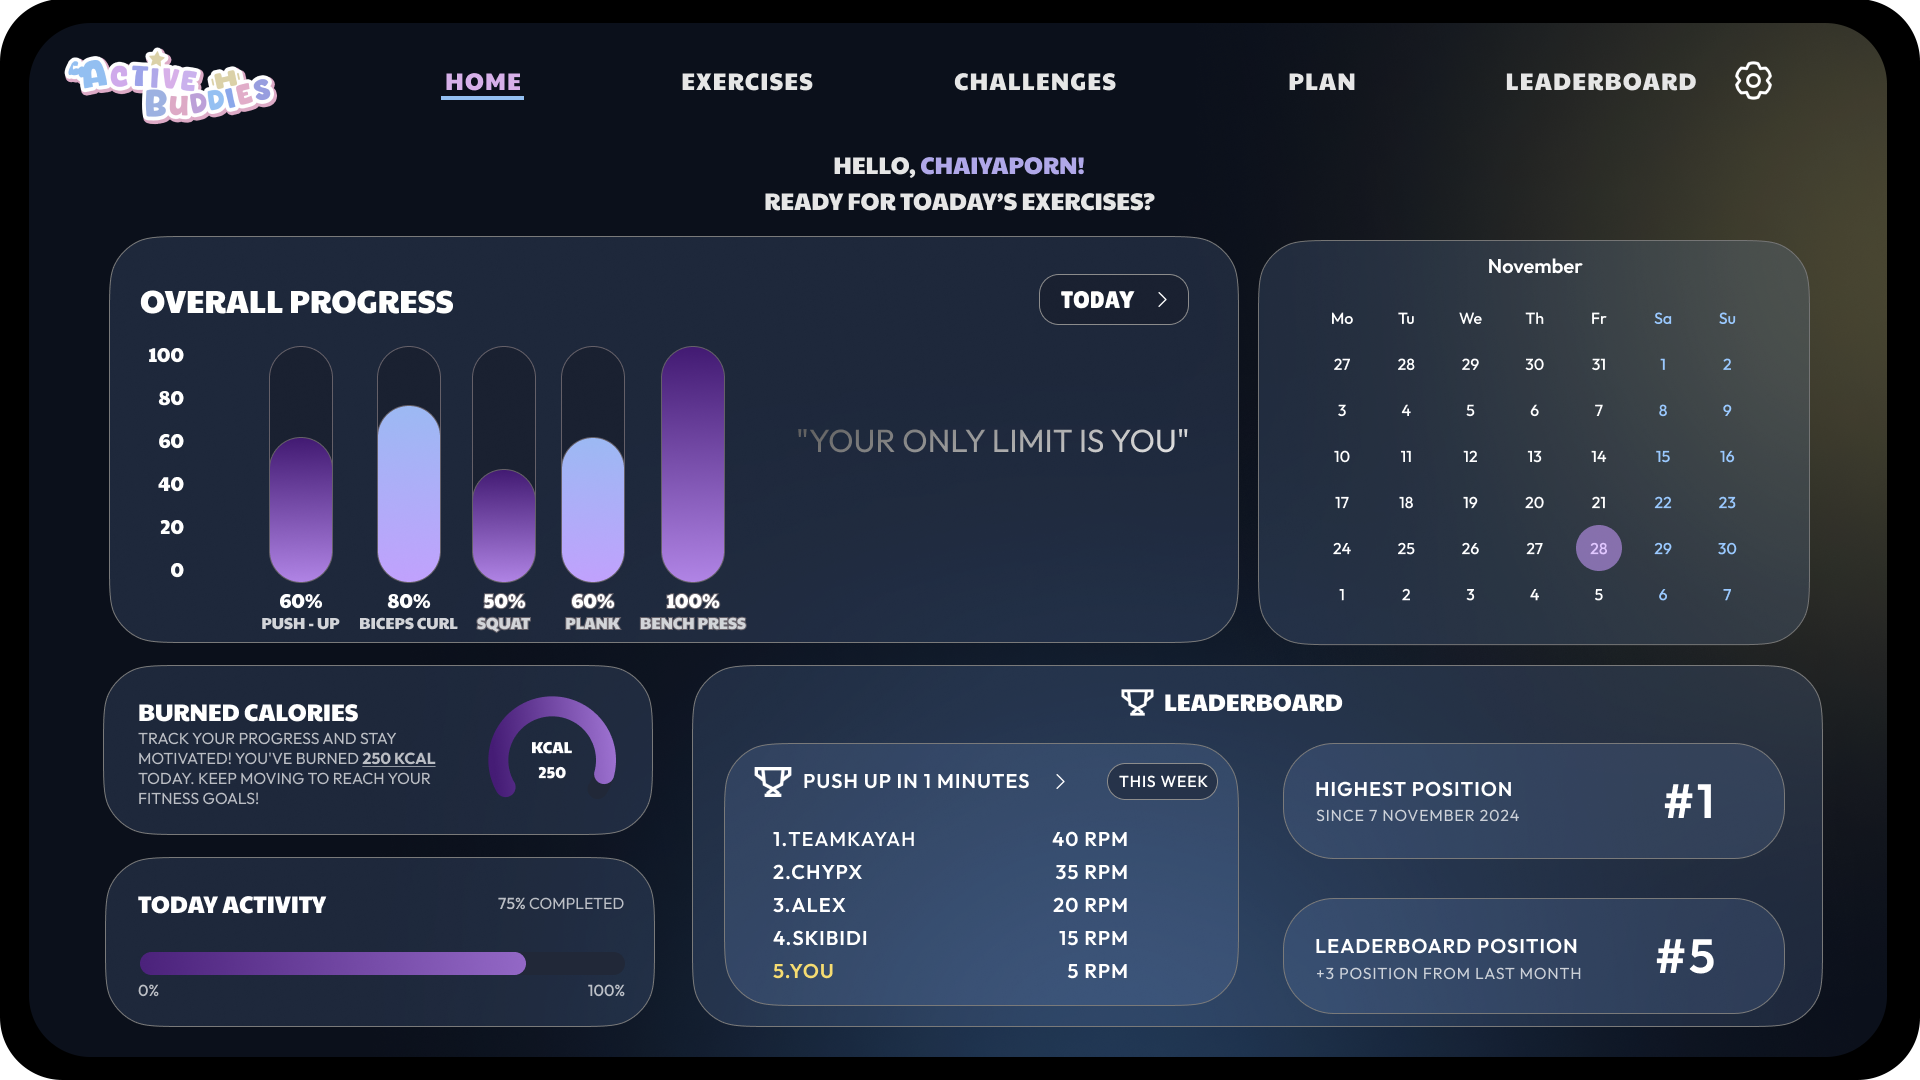 ACTIVE
BUDDIES
HOME EXERCISES CHALLENGES PLAN LEADERBOARD
HELLO, CHAIYAPORN!
READY FOR TOADAY'S EXERCISES?
OVERALL PROGRESS
TODAY
100
80
60
40
20
0
60% 80% 50% 60% 100%
PUSH - UP BICEPS CURL SQUAT PLANK BENCH PRESS
"YOUR ONLY LIMIT IS YOU"
November
Mo Tu We Th Fr Sa Su
27 28 29 30 31 1 2
3 4 5 6 7 8 9
10 11 12 13 14 15 16
17 18 19 20 21 22 23
24 25 26 27 28 29 30
1 2 3 4 5 6 7
BURNED CALORIES
TRACK YOUR PROGRESS AND STAY
MOTIVATED! YOU'VE BURNED 250 KCAL
TODAY. KEEP MOVING TO REACH YOUR
FITNESS GOALS!
KCAL
250
TODAY ACTIVITY
75% COMPLETED
0% 100%
LEADERBOARD
PUSH UP IN 1 MINUTES
THIS WEEK
1.TEAMKAYAH 40 RPM
2.CHYPX 35 RPM
3.ALEX 20 RPM
4.SKIBIDI 15 RPM
5.YOU 5 RPM
HIGHEST POSITION
SINCE 7 NOVEMBER 2024
#1
LEADERBOARD POSITION
+3 POSITION FROM LAST MONTH
#5